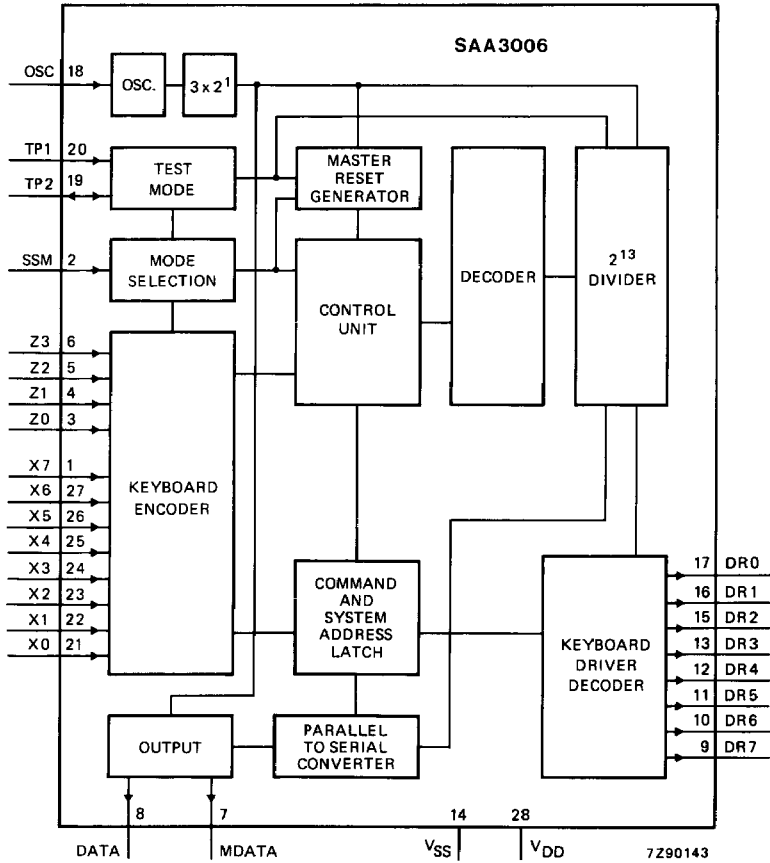 SAA3006
OSC 18
OSC.
3 x 2¹
TP1 20
TP2 19
TEST
MODE
MASTER
RESET
GENERATOR
SSM 2
MODE
SELECTION
CONTROL
UNIT
DECODER
2¹³
DIVIDER
Z3 6
Z2 5
Z1 4
Z0 3
X7 1
X6 27
X5 26
X4 25
X3 24
X2 23
X1 22
X0 21
KEYBOARD
ENCODER
COMMAND
AND
SYSTEM
ADDRESS
LATCH
KEYBOARD
DRIVER
DECODER
17 DR0
16 DR1
15 DR2
13 DR3
12 DR4
11 DR5
10 DR6
9 DR7
OUTPUT
PARALLEL
TO SERIAL
CONVERTER
8 7 14 28
DATA MDATA VSS VDD 7Z90143